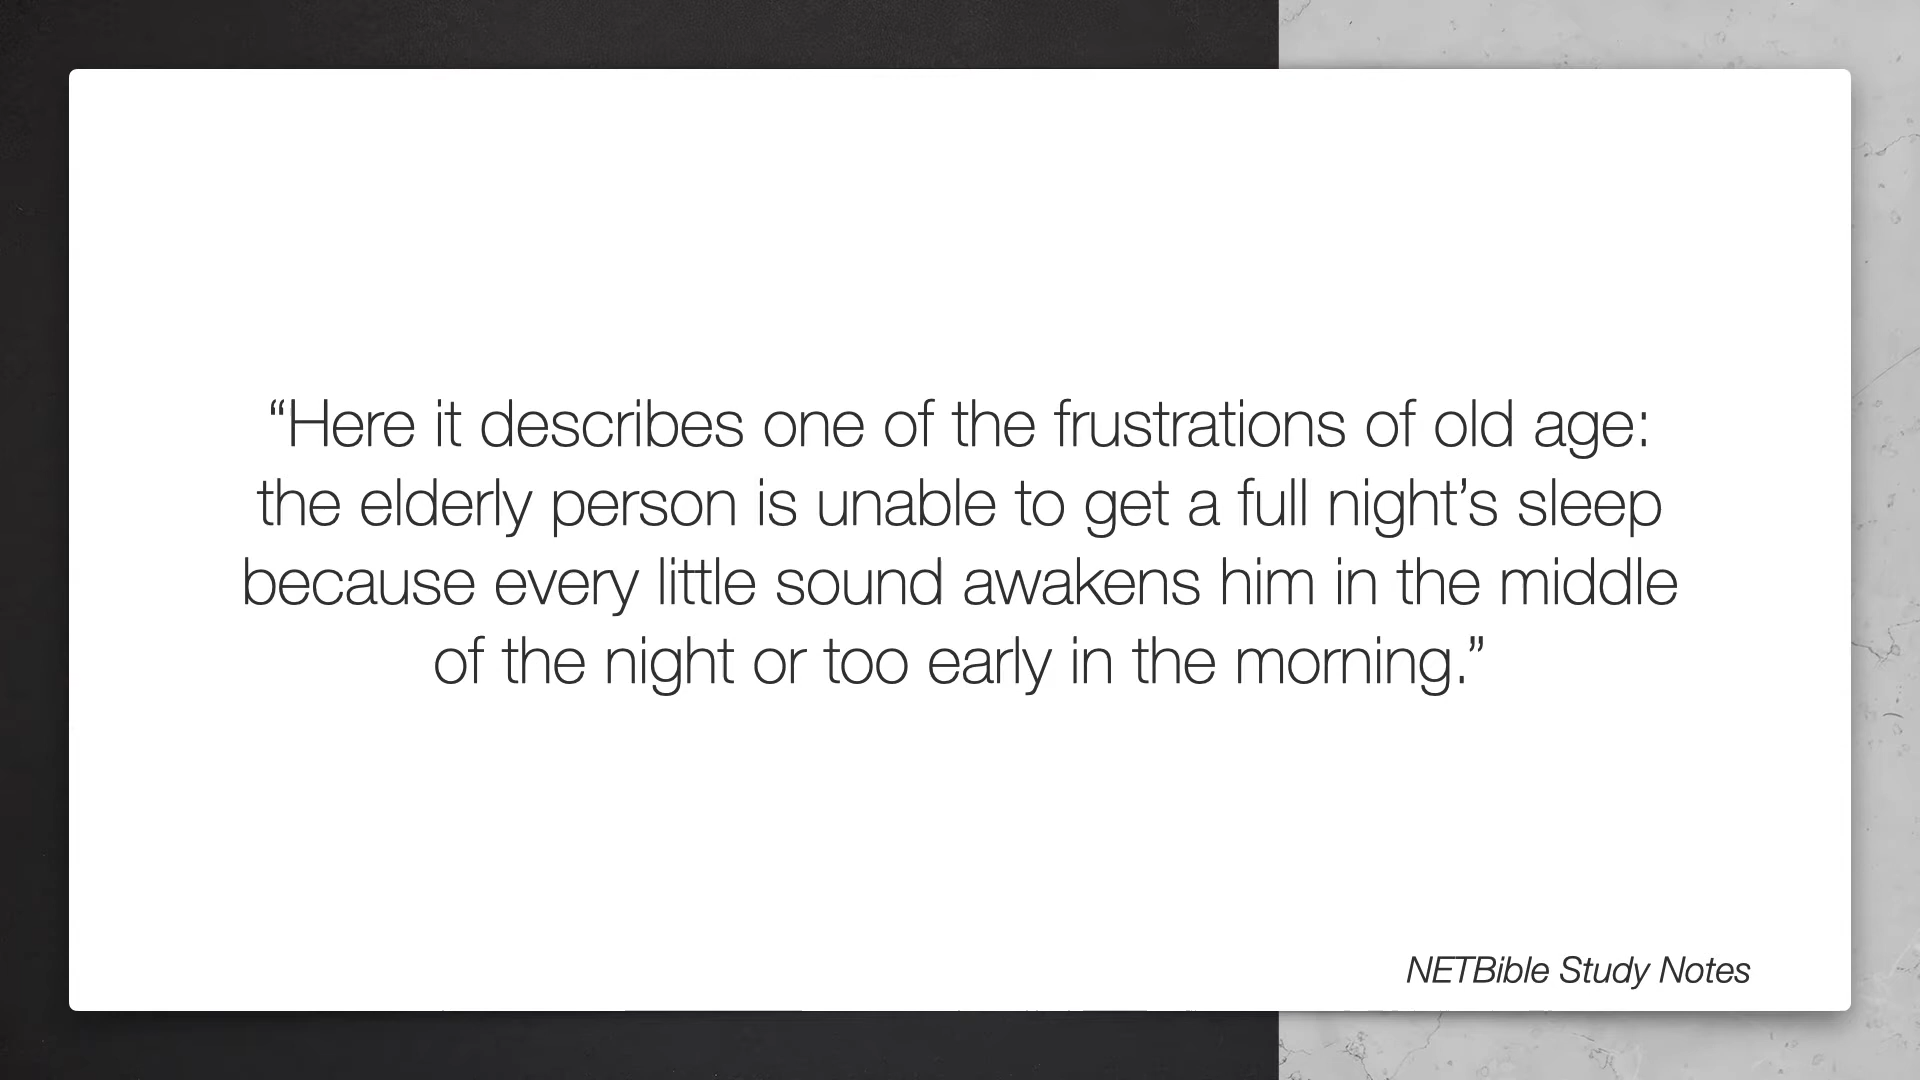 “Here it describes one of the frustrations of old age:
the elderly person is unable to get a full night’s sleep
because every little sound awakens him in the middle
of the night or too early in the morning.”
NETBible Study Notes